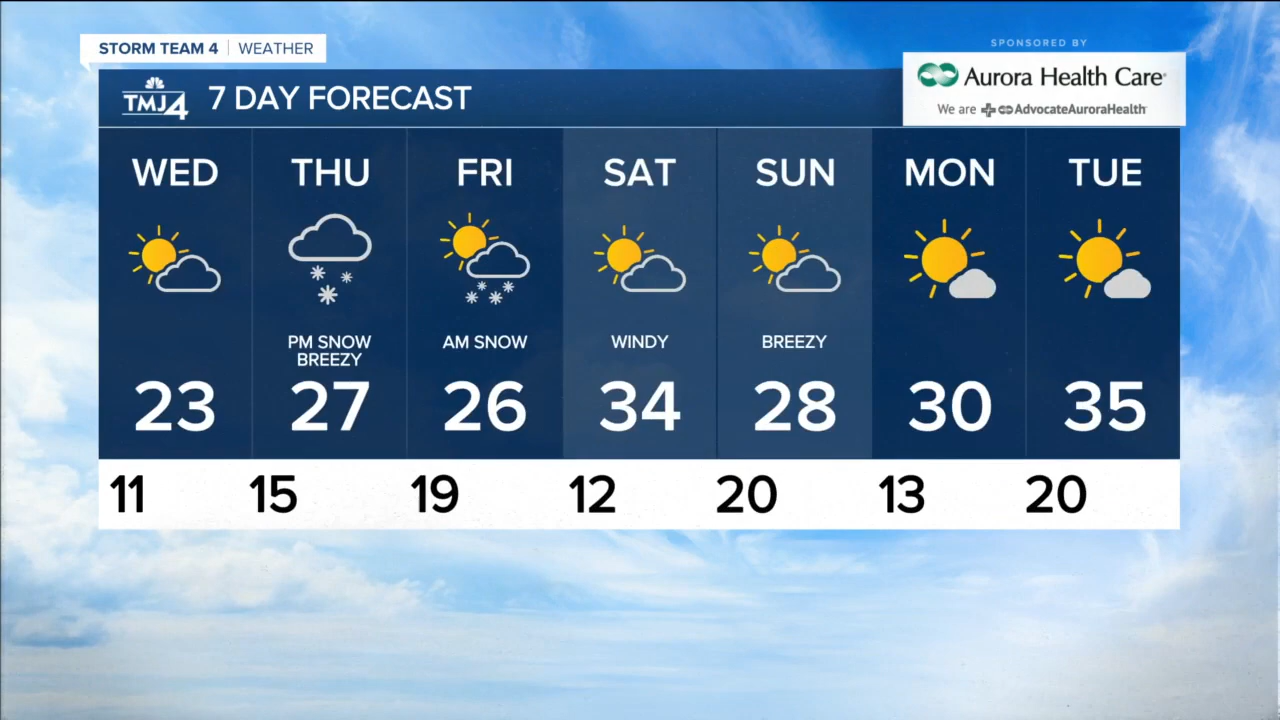 STORM TEAM 4 | WEATHER
SPONSORED BY
Aurora Health Care
We are AdvocateAuroraHealth
TMJ4 7 DAY FORECAST
WED THU FRI SAT SUN MON TUE
PM SNOW AM SNOW WINDY BREEZY
BREEZY
23 27 26 34 28 30 35
11 15 19 12 20 13 20